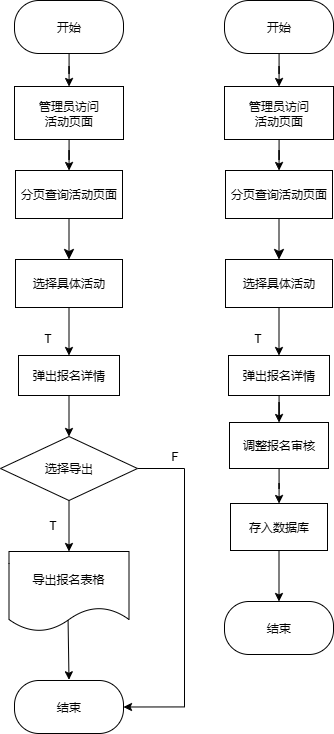 开始
管理员访问
活动页面
分页查询活动页面
选择具体活动
T
弹出报名详情
选择导出
F
T
导出报名表格
结束
开始
管理员访问
活动页面
分页查询活动页面
选择具体活动
T
弹出报名详情
调整报名审核
存入数据库
结束